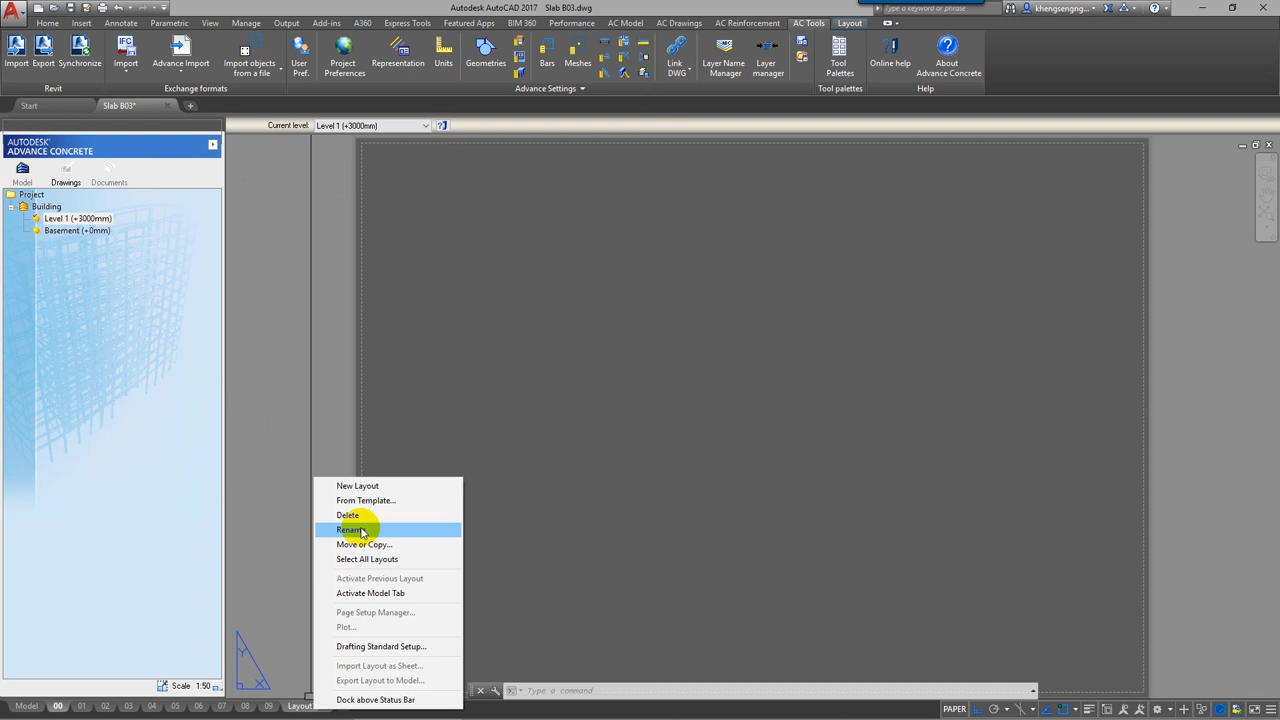 Autodesk AutoCAD 2017 Slab B03.dwg
Type a keyword or phrase
khengsengng...
Home Insert Annotate Parametric View Manage Output Add-ins A360 Express Tools Featured Apps BIM 360 Performance AC Model AC Drawings AC Reinforcement AC Tools Layout
Import Export Synchronize Import Advance Import Import objects from a file User Pref. Project Preferences Representation Units Geometries Bars Meshes Link DWG Layer Name Manager Layer manager Tool Palettes Online help About Advance Concrete
Revit Exchange formats Advance Settings Tool palettes Help
Start Slab B03*
Current level: Level 1 (+3000mm)
AUTODESK'
ADVANCE CONCRETE
Model Drawings Documents
Project
Building
Level 1 (+3000mm)
Basement (+0mm)
New Layout
From Template...
Delete
Rename
Move or Copy...
Select All Layouts
Activate Previous Layout
Activate Model Tab
Page Setup Manager...
Plot...
Drafting Standard Setup...
Import Layout as Sheet...
Export Layout to Model...
Dock above Status Bar
Y
X
Scale 1:50
Type a command
Model 00 01 02 03 04 05 06 07 08 09 Layout
PAPER